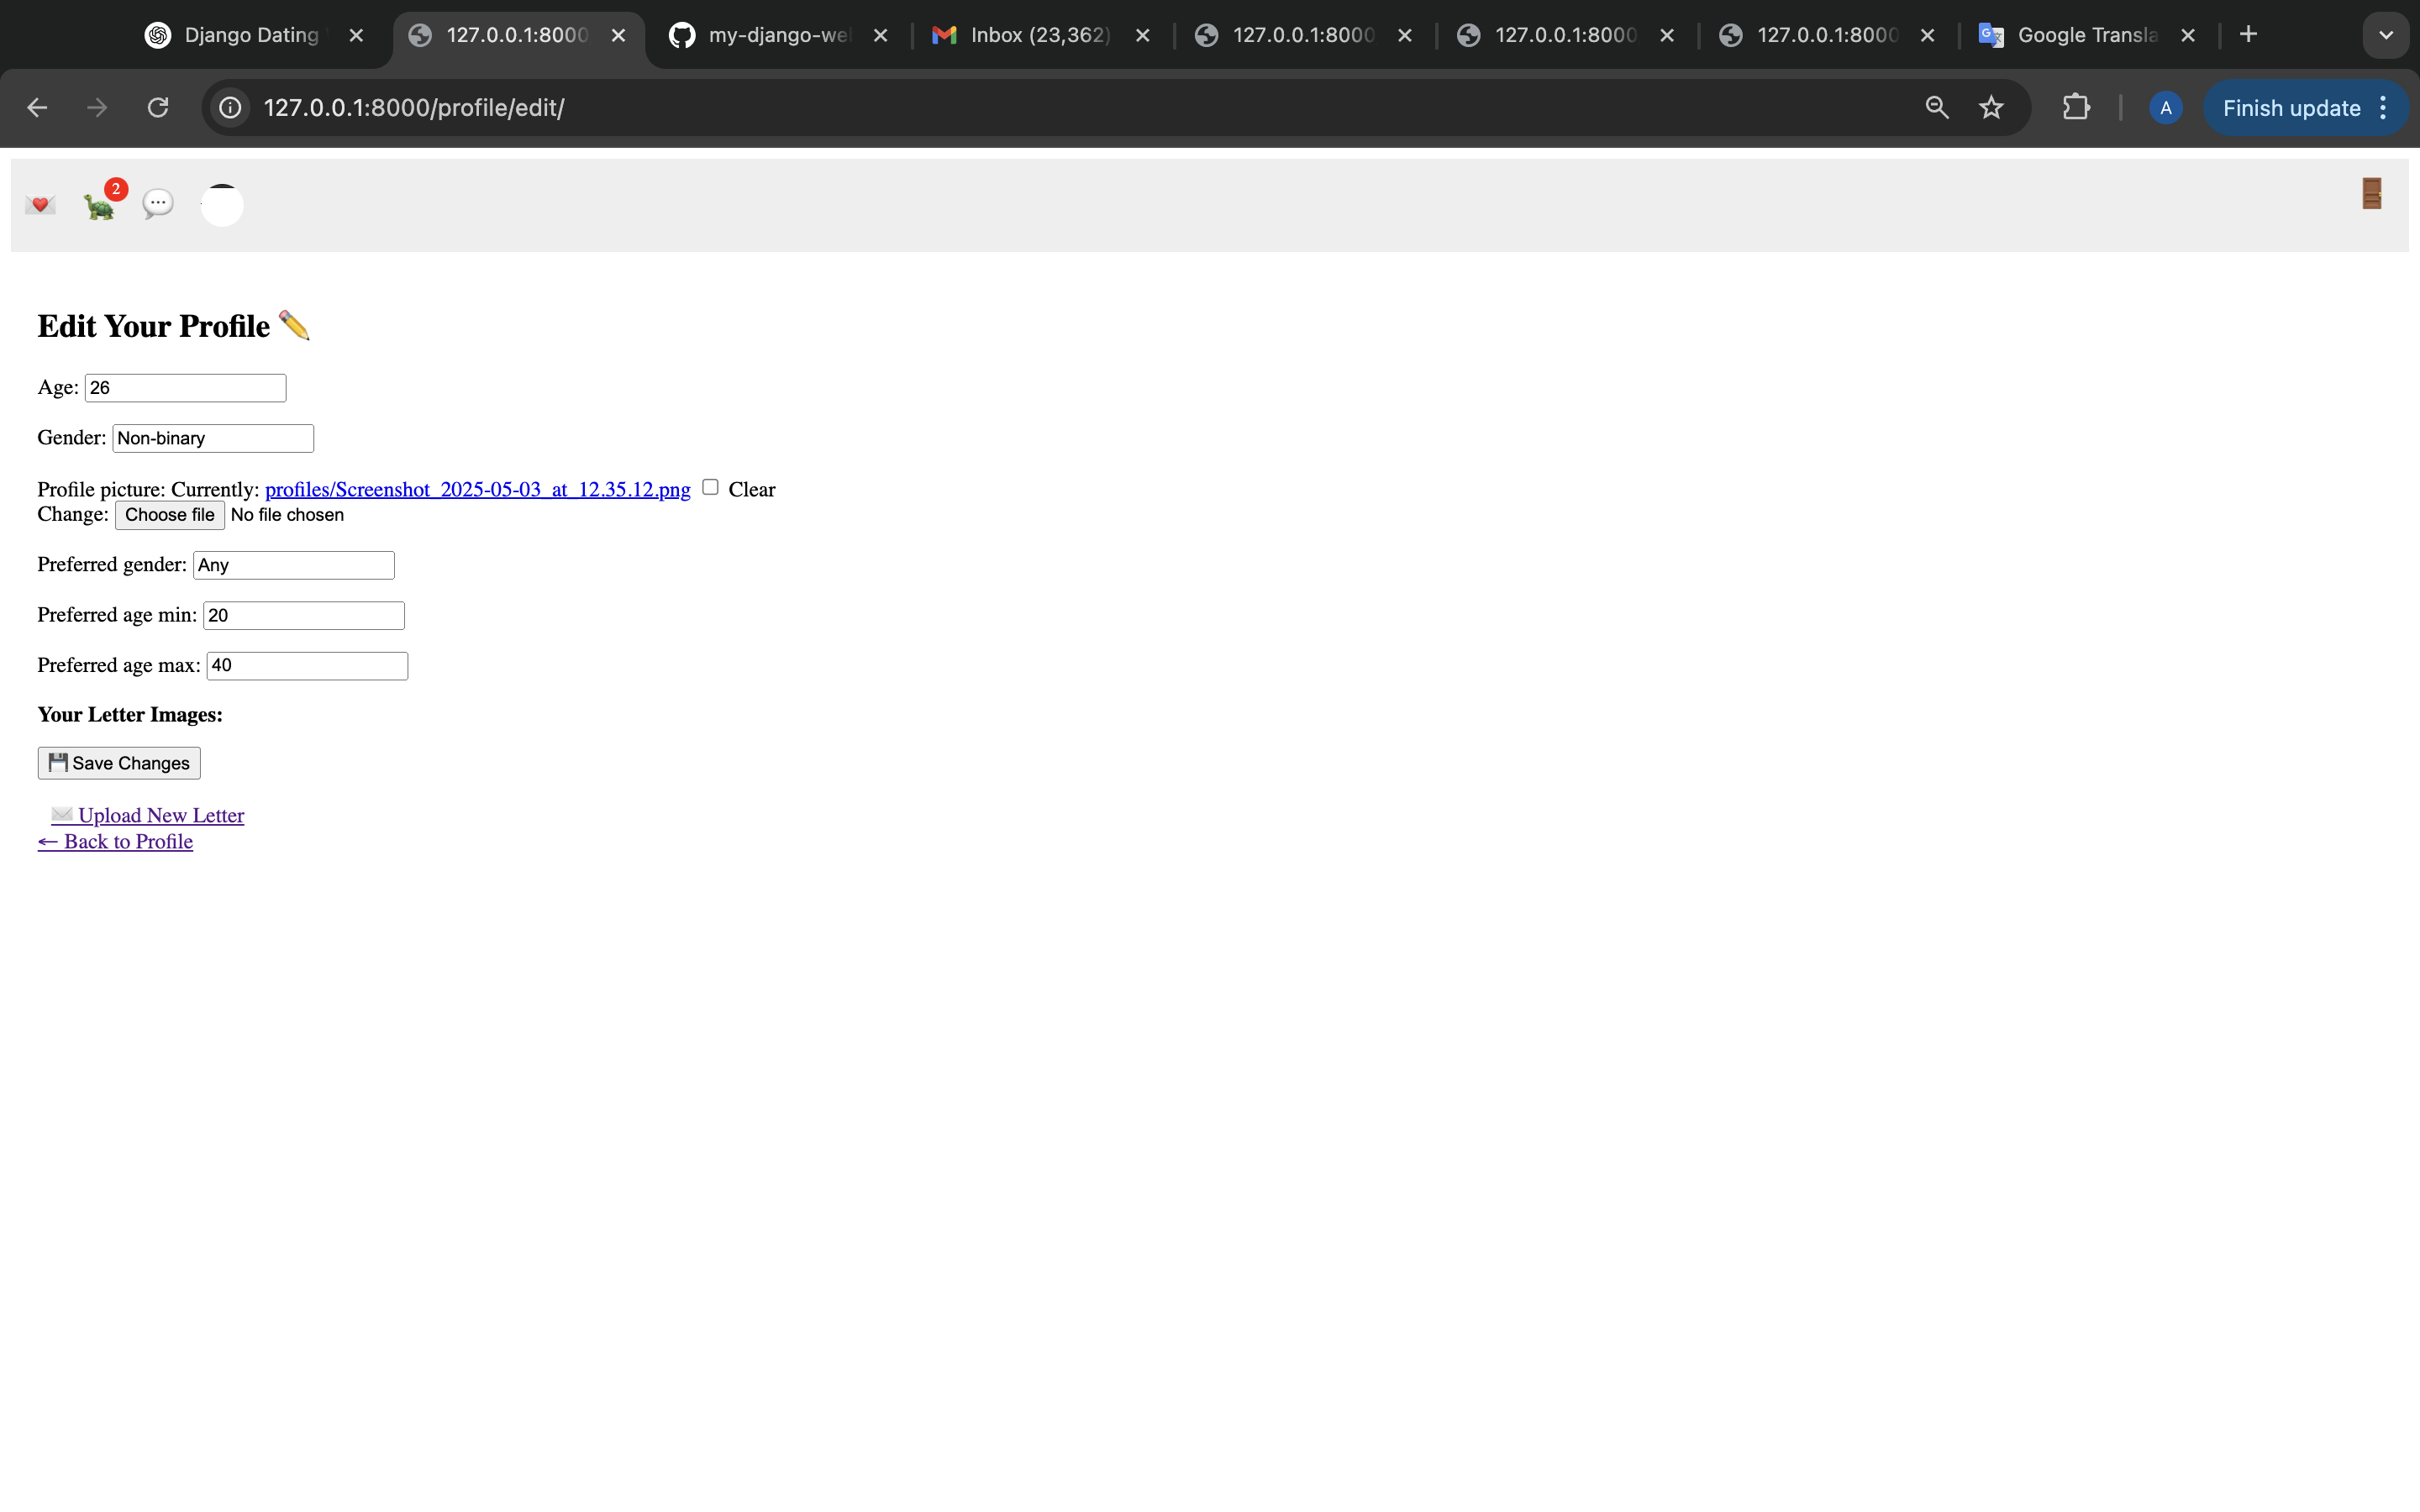 Django Dating
127.0.0.1:8000
my-django-we
Inbox (23,362)
127.0.0.1:8000
127.0.0.1:8000
127.0.0.1:8000
Google Transla
127.0.0.1:8000/profile/edit/
A
Finish update
2
Edit Your Profile ✏️
Age: 26
Gender: Non-binary
Profile picture: Currently: profiles/Screenshot_2025-05-03_at_12.35.12.png Clear
Change: Choose file No file chosen
Preferred gender: Any
Preferred age min: 20
Preferred age max: 40
Your Letter Images:
💾 Save Changes
✉️ Upload New Letter
← Back to Profile